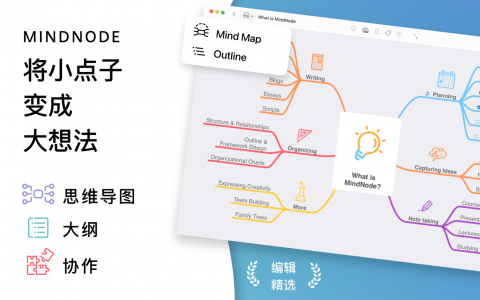 MINDNODE
将小点子
变成
大想法
思维导图
大纲
协作
What is MindNode
Mind Map
Outline
Blogs
Essays
Scripts
Writing
Structure & Relationships
Outline &
Framework Design
Organizational Charts
Organizing
Expressing Creativity
Team Building
Family Trees
More
What is
MindNode?
Planning
Capturing Ideas
Note taking
Lectures
Studying
编辑
精选